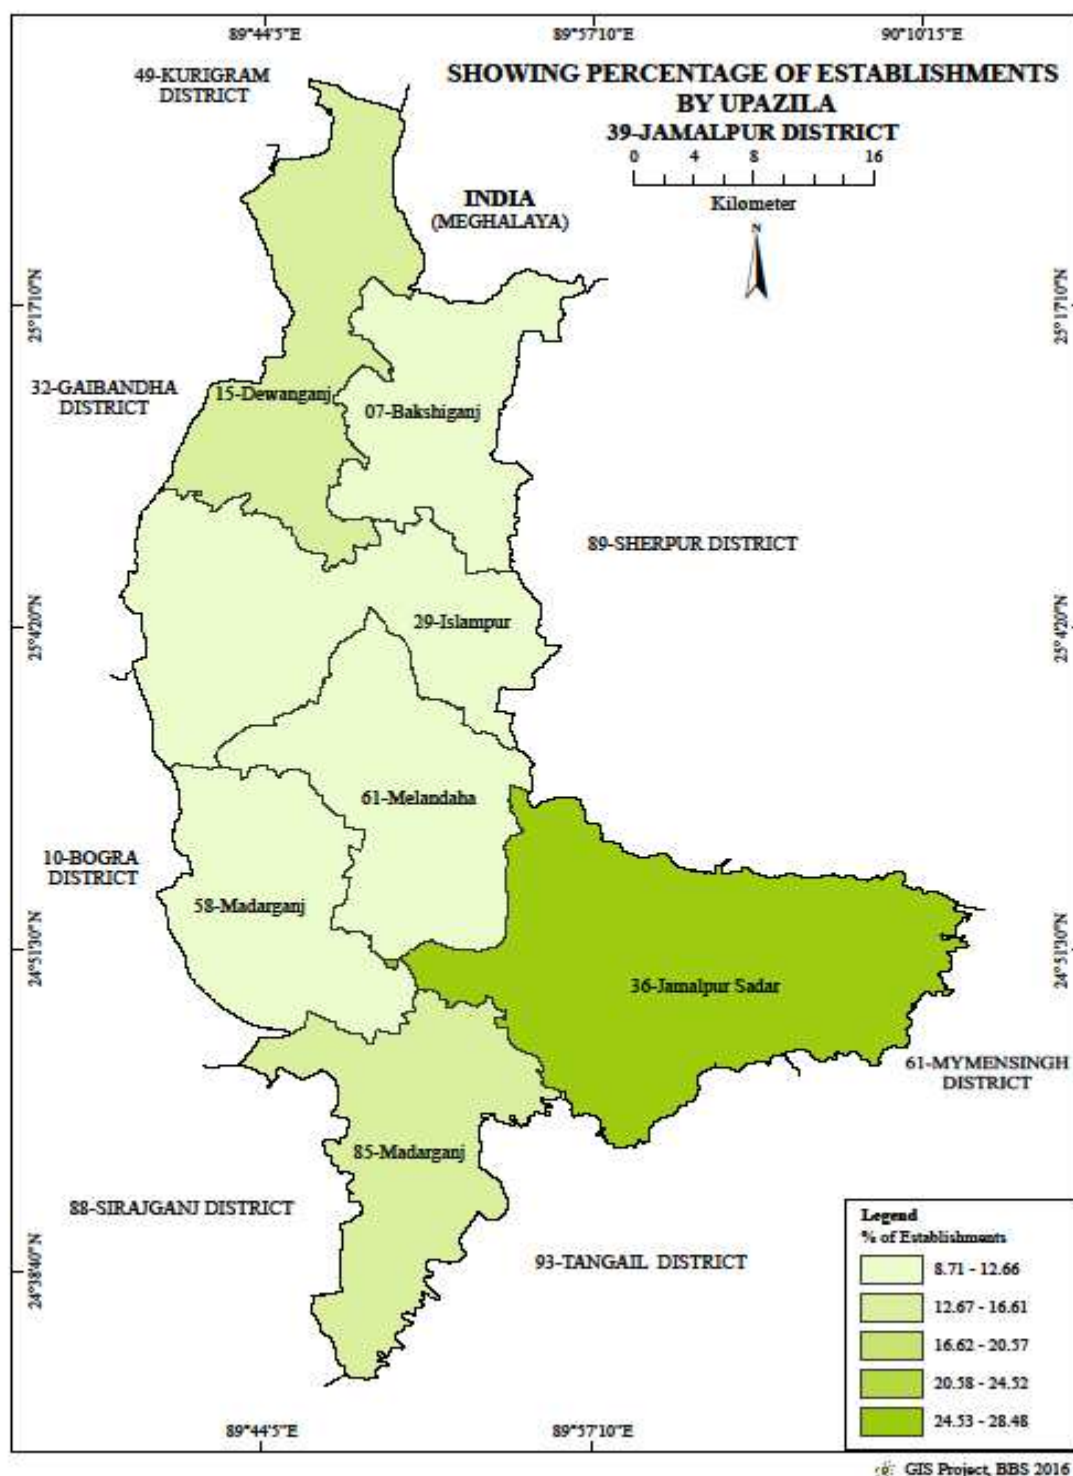 89°44'5"E
89°57'10"E
90°10'15"E
49-KURIGRAM
DISTRICT
SHOWING PERCENTAGE OF ESTABLISHMENTS
BY UPAZILA
39-JAMALPUR DISTRICT
0 4 8 16
Kilometer
N
INDIA
(MEGHALAYA)
25°17'10"N
25°17'10"N
32-GAIBANDHA
DISTRICT
15-Dewanganj
07-Bakshiganj
89-SHERPUR DISTRICT
25°4'20"N
25°4'20"N
29-Islampur
61-Melandaha
10-BOGRA
DISTRICT
58-Madarganj
24°51'30"N
24°51'30"N
36-Jamalpur Sadar
61-MYMENSINGH
DISTRICT
85-Madarganj
88-SIRAJGANJ DISTRICT
93-TANGAIL DISTRICT
24°38'40"N
Legend
% of Establishments
8.71 - 12.66
12.67 - 16.61
16.62 - 20.57
20.58 - 24.52
24.53 - 28.48
89°44'5"E
89°57'10"E
GIS Project, BBS 2016